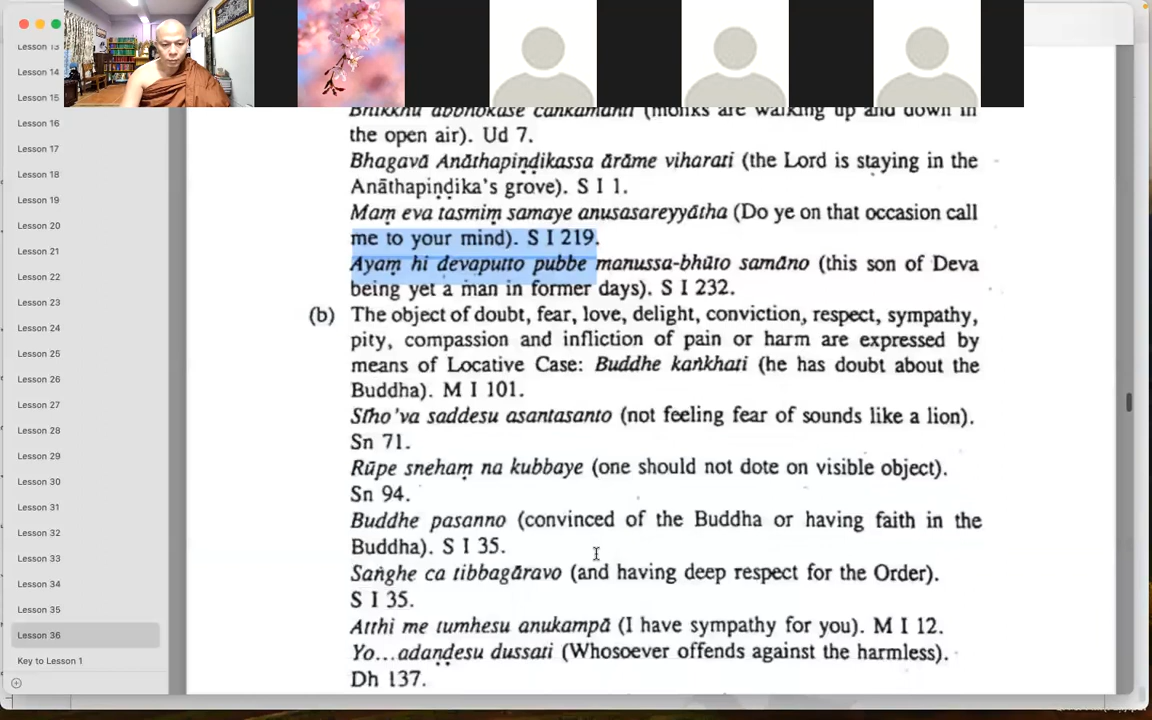 Lesson 13
Lesson 14
Lesson 15
Lesson 16
Lesson 17
Lesson 18
Lesson 19
Lesson 20
Lesson 21
Lesson 22
Lesson 23
Lesson 24
Lesson 25
Lesson 26
Lesson 27
Lesson 28
Lesson 29
Lesson 30
Lesson 31
Lesson 32
Lesson 33
Lesson 34
Lesson 35
Lesson 36
Key to Lesson 1
Bhikkhū abbhokāse caṅkamanti (monks are walking up and down in
the open air). Ud 7.
Bhagavā Anāthapiṇḍikassa ārāme viharati (the Lord is staying in the
Anāthapiṇḍika's grove). S I 1.
Maṃ eva tasmiṃ samaye anusasareyyātha (Do ye on that occasion call
me to your mind). S I 219.
Ayaṃ hi devaputto pubbe manussa-bhūto samāno (this son of Deva
being yet a man in former days). S I 232.
(b) The object of doubt, fear, love, delight, conviction, respect, sympathy,
pity, compassion and infliction of pain or harm are expressed by
means of Locative Case: Buddhe kaṅkhati (he has doubt about the
Buddha). M I 101.
Sīho'va saddesu asantasanto (not feeling fear of sounds like a lion).
Sn 71.
Rūpe snehaṃ na kubbaye (one should not dote on visible object).
Sn 94.
Buddhe pasanno (convinced of the Buddha or having faith in the
Buddha). S I 35.
Saṅghe ca tibbagāravo (and having deep respect for the Order).
S I 35.
Atthi me tumhesu anukampā (I have sympathy for you). M I 12.
Yo...adaṇḍesu dussati (Whosoever offends against the harmless).
Dh 137.